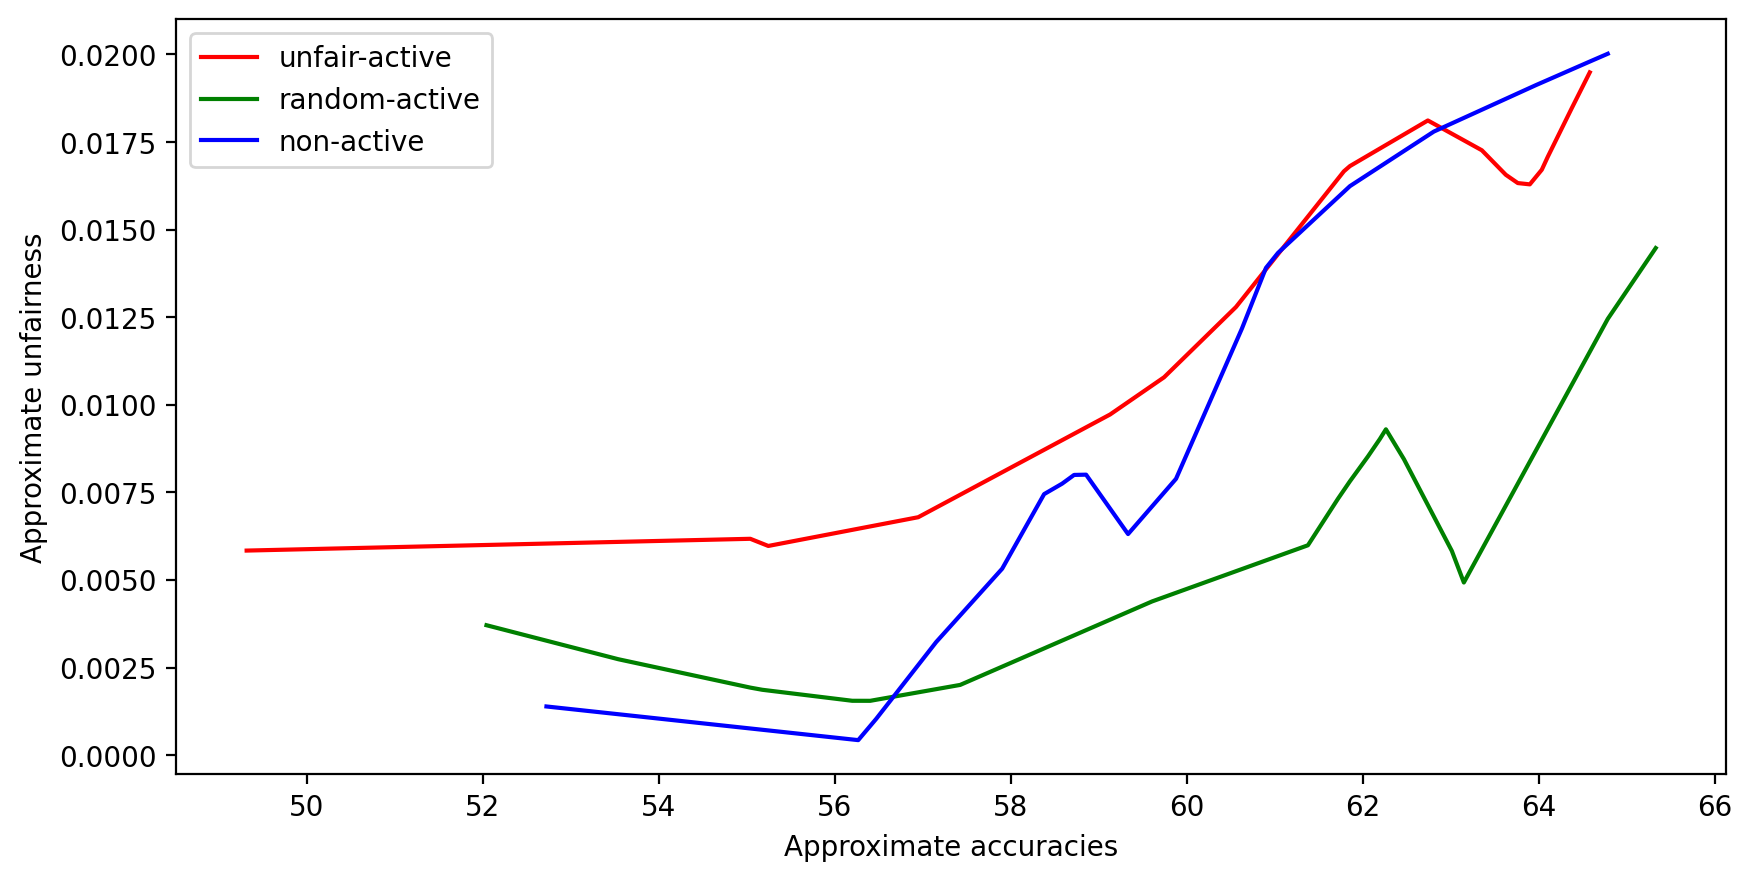 unfair-active
random-active
non-active
0.0200
0.0175
0.0150
0.0125
0.0100
0.0075
0.0050
0.0025
0.0000
Approximate unfairness
50 52 54 56 58 60 62 64 66
Approximate accuracies